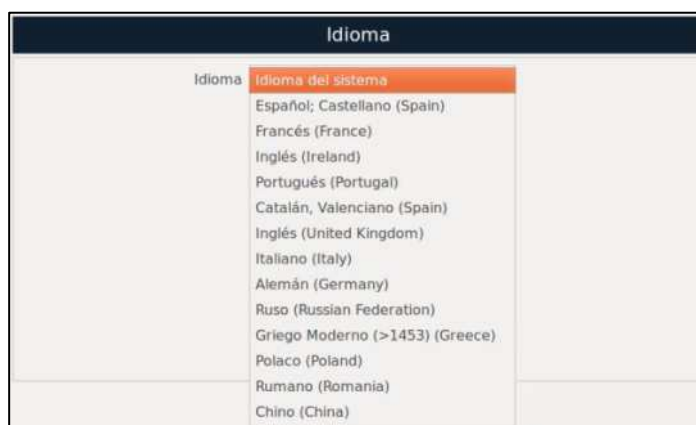 Idioma
Idioma Idioma del sistema
Español; Castellano (Spain)
Francés (France)
Inglés (Ireland)
Portugués (Portugal)
Catalán, Valenciano (Spain)
Inglés (United Kingdom)
Italiano (Italy)
Alemán (Germany)
Ruso (Russian Federation)
Griego Moderno (>1453) (Greece)
Polaco (Poland)
Rumano (Romania)
Chino (China)